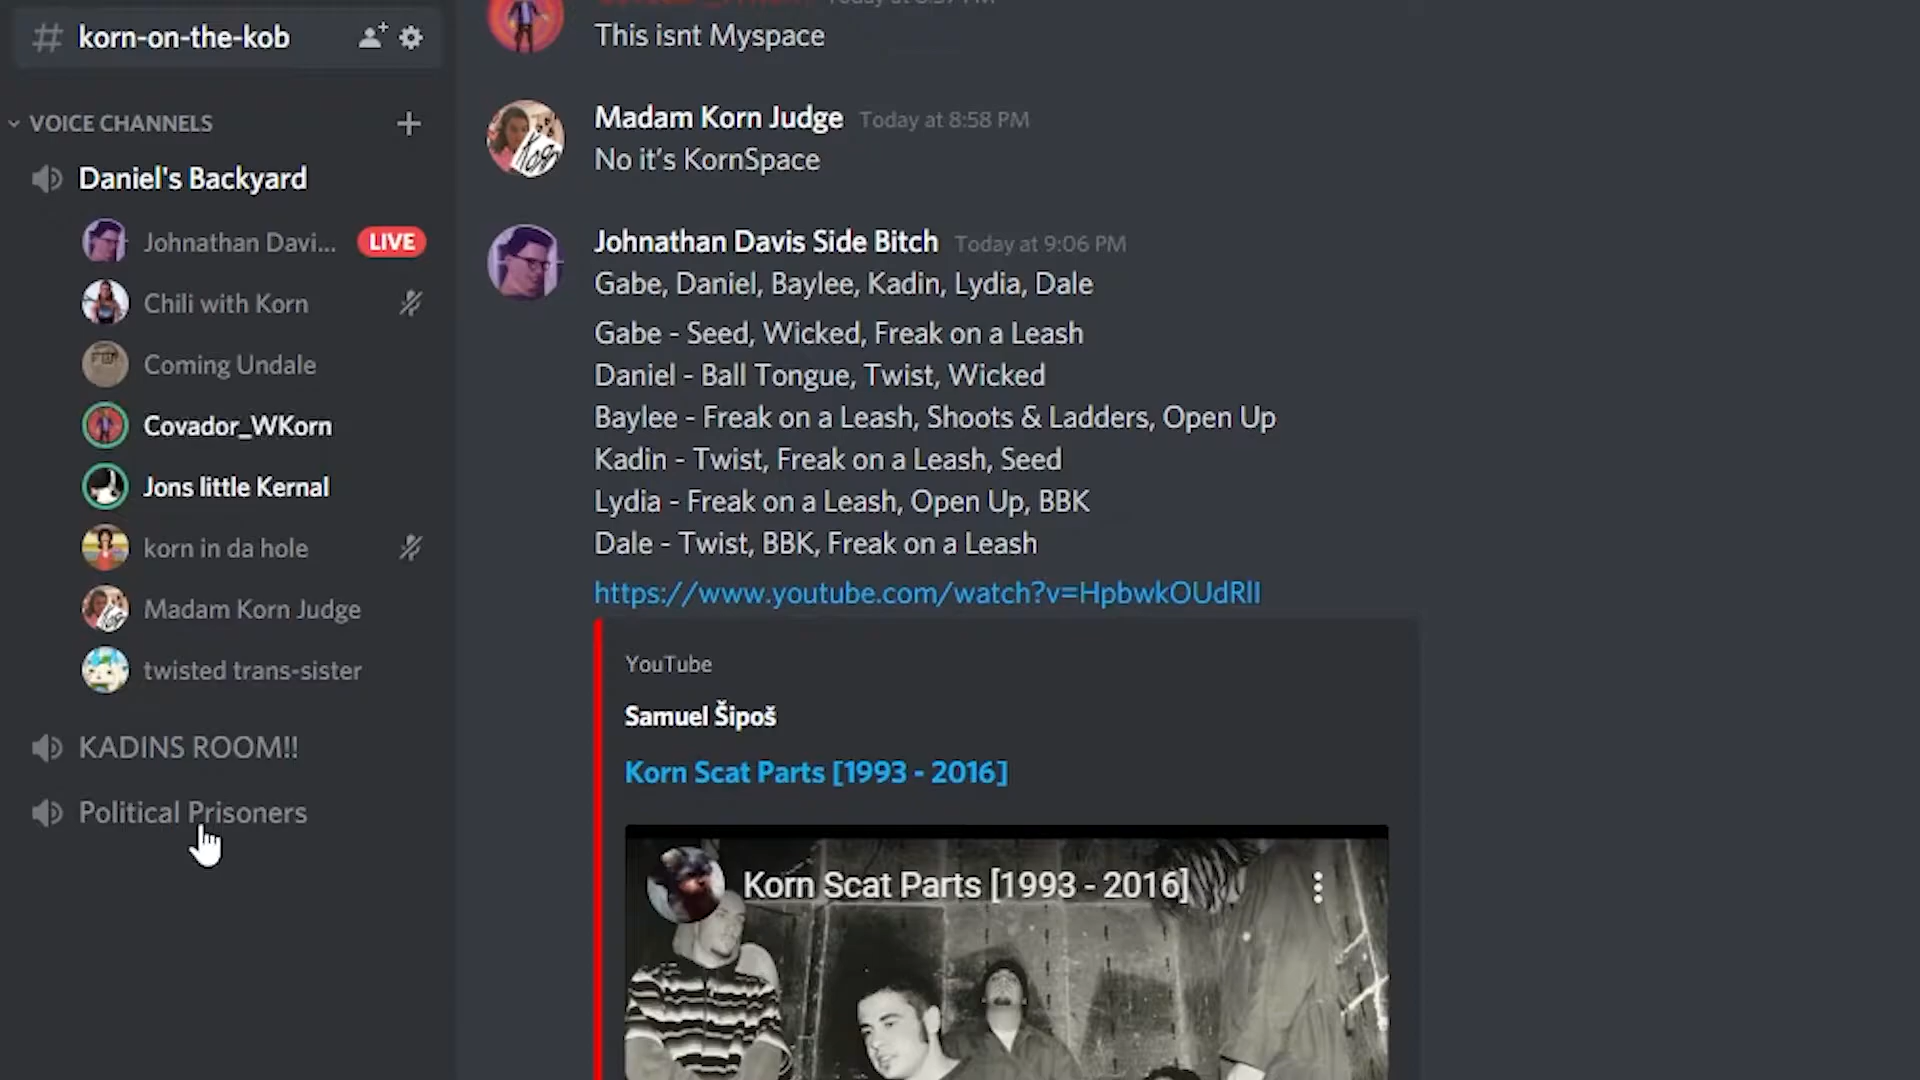 korn-on-the-kob
VOICE CHANNELS
Daniel's Backyard
Johnathan Davi...
LIVE
Chili with Korn
Coming Undale
Covador_WKorn
Jons little Kernal
korn in da hole
Madam Korn Judge
twisted trans-sister
KADINS ROOM!!
Political Prisoners
This isnt Myspace
Madam Korn Judge Today at 8:58 PM
No it's KornSpace
Johnathan Davis Side Bitch Today at 9:06 PM
Gabe, Daniel, Baylee, Kadin, Lydia, Dale
Gabe - Seed, Wicked, Freak on a Leash
Daniel - Ball Tongue, Twist, Wicked
Baylee - Freak on a Leash, Shoots & Ladders, Open Up
Kadin - Twist, Freak on a Leash, Seed
Lydia - Freak on a Leash, Open Up, BBK
Dale - Twist, BBK, Freak on a Leash
https://www.youtube.com/watch?v=HpbwkOUdRlI
YouTube
Samuel Šipoš
Korn Scat Parts [1993 - 2016]
Korn Scat Parts [1993 - 2016]